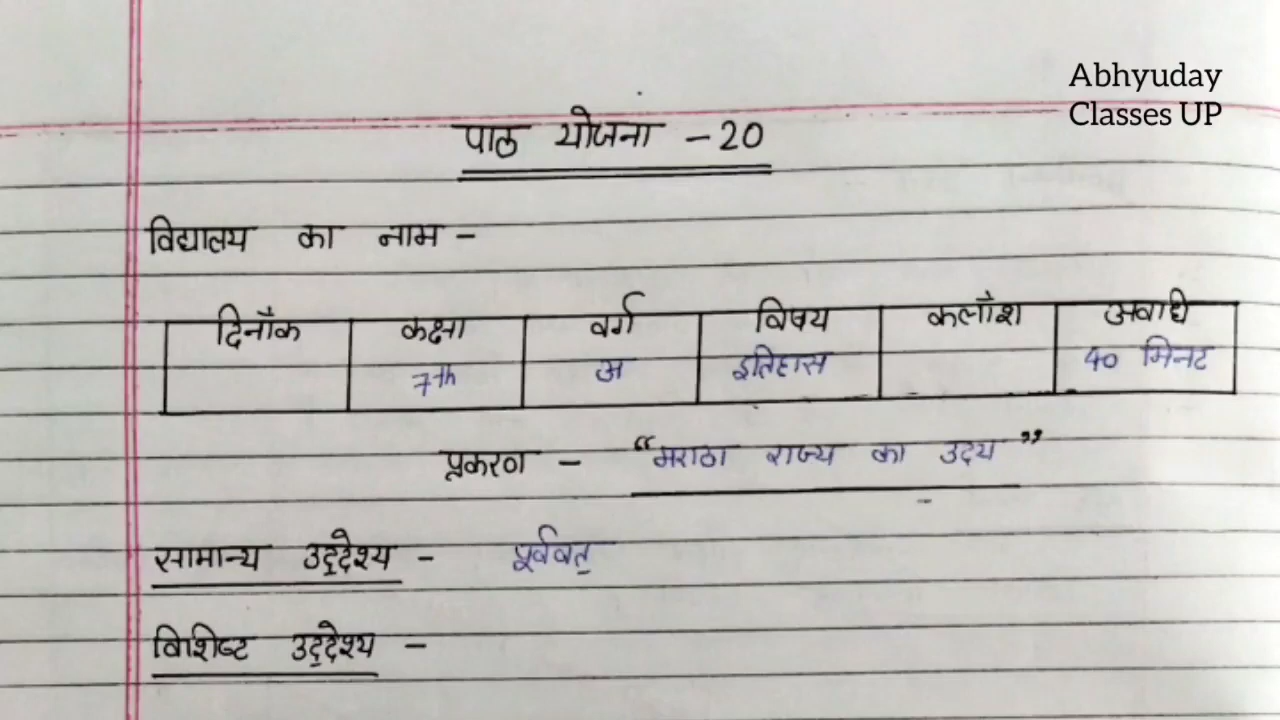 Abhyuday
Classes UP
पाठ योजना - 20
विद्यालय का नाम -
दिनाँक कक्षा वर्ग विषय कलाँश अवधि
7th अ इतिहास 40 मिनट
प्रकरण - “मराठा राज्य का उदय”
सामान्य उद्देश्य - पूर्ववत्
विशिष्ट उद्देश्य -